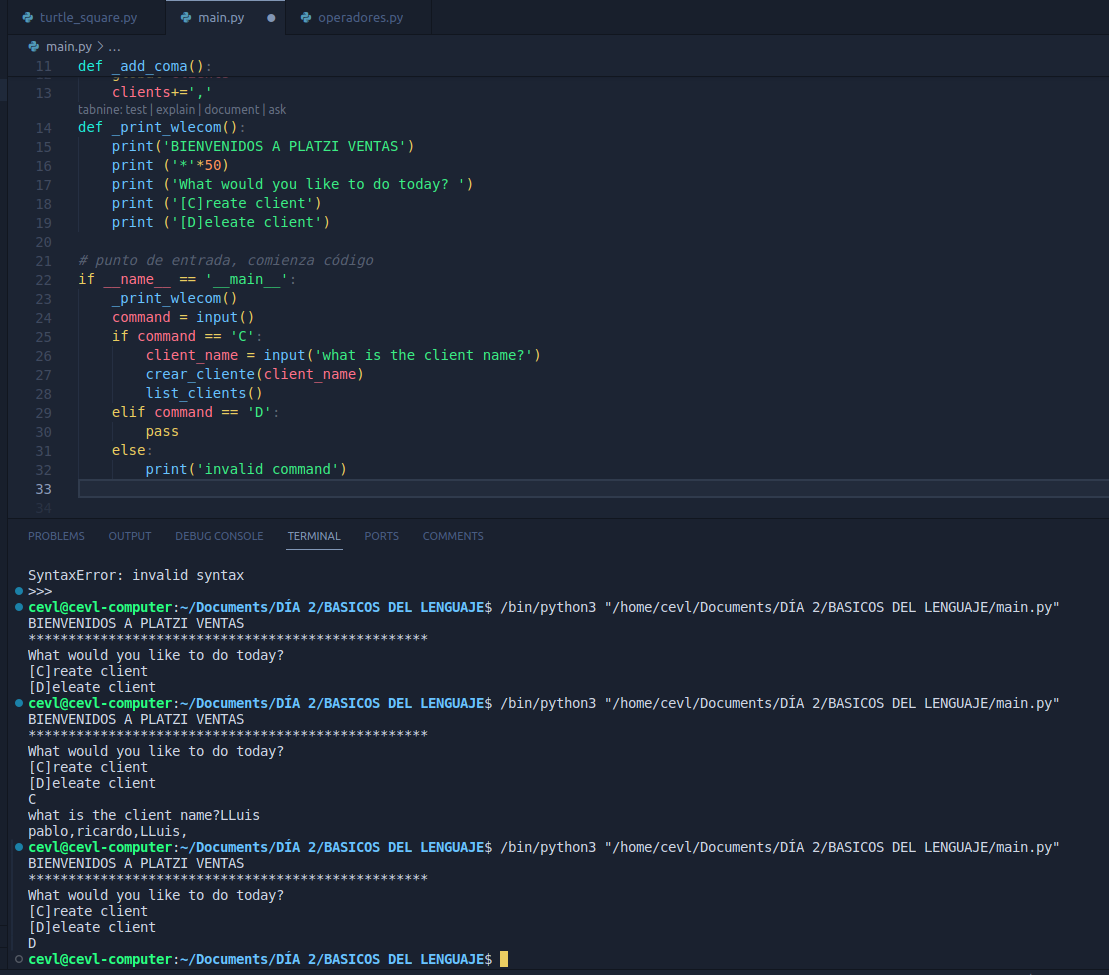 turtle_square.py
main.py
operadores.py
main.py > ...
11 def _add_coma():
13 clients+=','
tabnine: test | explain | document | ask
14 def _print_wlecom():
15 print('BIENVENIDOS A PLATZI VENTAS')
16 print ('*'*50)
17 print ('What would you like to do today? ')
18 print ('[C]reate client')
19 print ('[D]eleate client')
20
21 # punto de entrada, comienza código
22 if __name__ == '__main__':
23 _print_wlecom()
24 command = input()
25 if command == 'C':
26 client_name = input('what is the client name?')
27 crear_cliente(client_name)
28 list_clients()
29 elif command == 'D':
30 pass
31 else:
32 print('invalid command')
33
34
PROBLEMS OUTPUT DEBUG CONSOLE TERMINAL PORTS COMMENTS
SyntaxError: invalid syntax
>>>
cevl@cevl-computer:~/Documents/DÍA 2/BASICOS DEL LENGUAJE$ /bin/python3 "/home/cevl/Documents/DÍA 2/BASICOS DEL LENGUAJE/main.py"
BIENVENIDOS A PLATZI VENTAS
**************************************************
What would you like to do today?
[C]reate client
[D]eleate client
cevl@cevl-computer:~/Documents/DÍA 2/BASICOS DEL LENGUAJE$ /bin/python3 "/home/cevl/Documents/DÍA 2/BASICOS DEL LENGUAJE/main.py"
BIENVENIDOS A PLATZI VENTAS
**************************************************
What would you like to do today?
[C]reate client
[D]eleate client
C
what is the client name?LLuis
pablo,ricardo,LLuis,
cevl@cevl-computer:~/Documents/DÍA 2/BASICOS DEL LENGUAJE$ /bin/python3 "/home/cevl/Documents/DÍA 2/BASICOS DEL LENGUAJE/main.py"
BIENVENIDOS A PLATZI VENTAS
**************************************************
What would you like to do today?
[C]reate client
[D]eleate client
D
cevl@cevl-computer:~/Documents/DÍA 2/BASICOS DEL LENGUAJE$